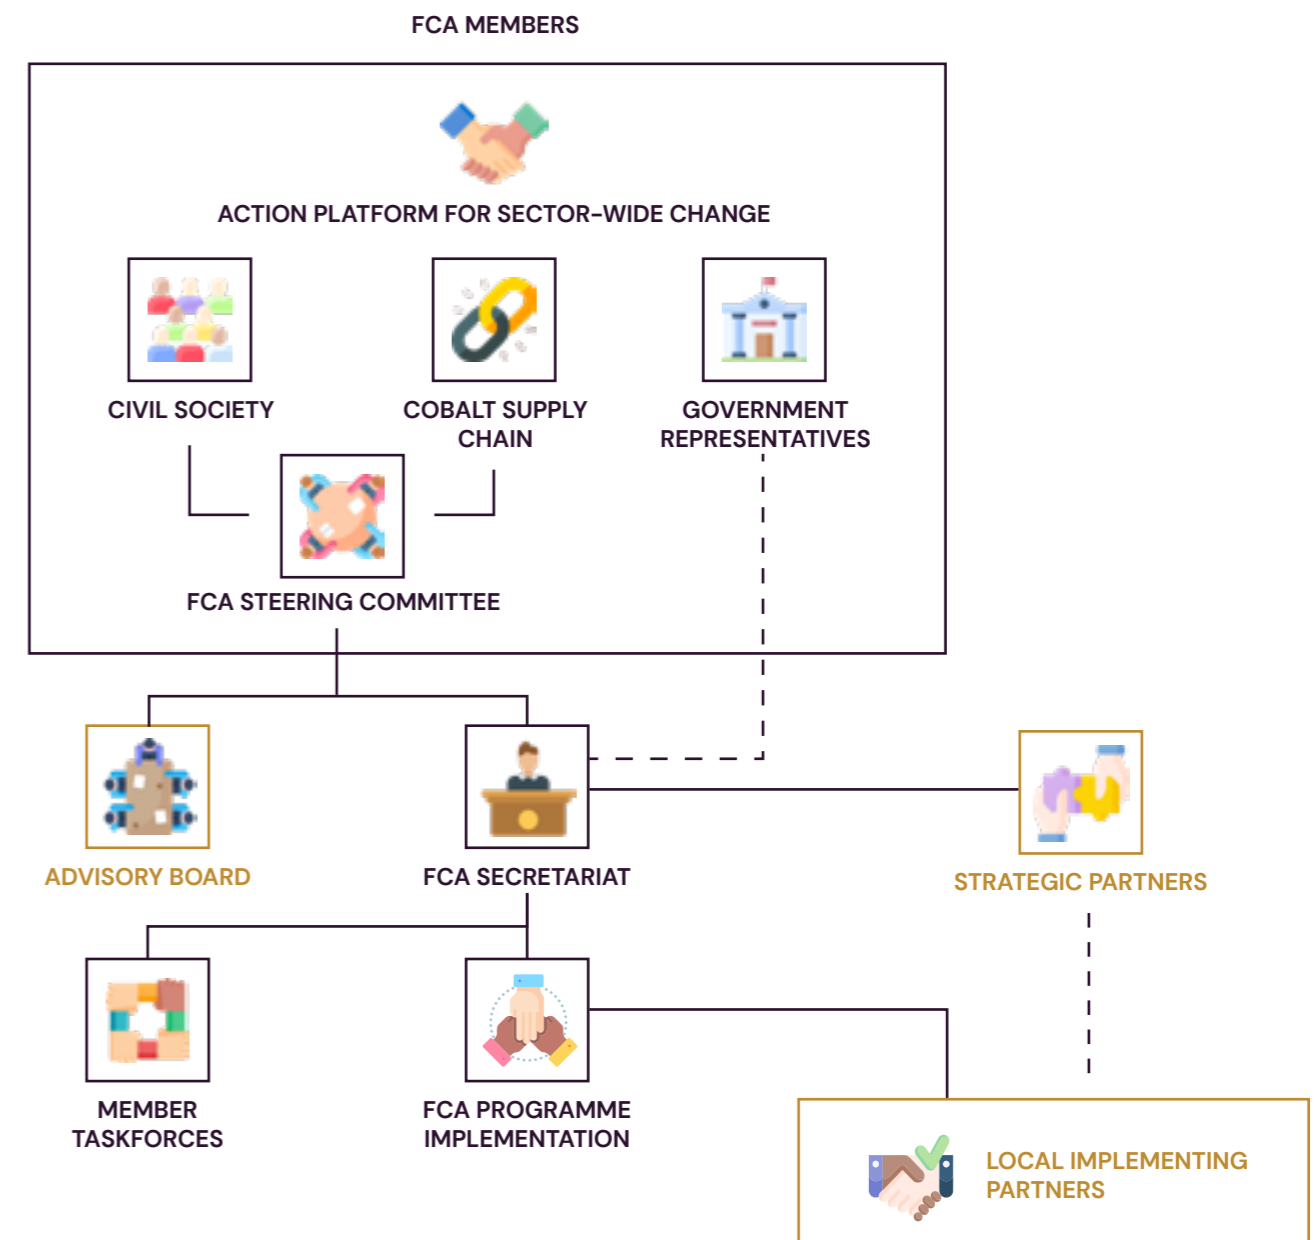 FCA MEMBERS
ACTION PLATFORM FOR SECTOR-WIDE CHANGE
CIVIL SOCIETY
COBALT SUPPLY
CHAIN
GOVERNMENT
REPRESENTATIVES
FCA STEERING COMMITTEE
ADVISORY BOARD
FCA SECRETARIAT
STRATEGIC PARTNERS
MEMBER
TASKFORCES
FCA PROGRAMME
IMPLEMENTATION
LOCAL IMPLEMENTING
PARTNERS